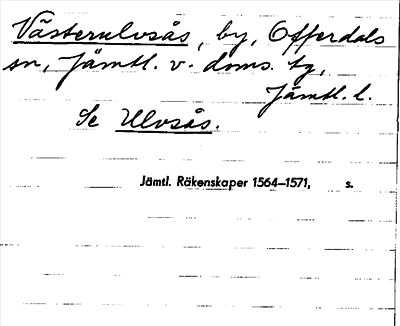 Västerulvsås, by, Offerdals
sn, Jämtl. v. doms. tg,
Jämtl. l.
Se Ulvsås.
Jämtl. Räkenskaper 1564–1571, s.